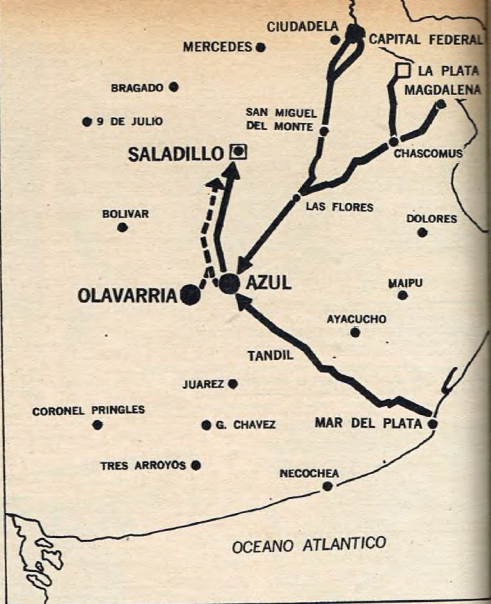 CIUDADELA
CAPITAL FEDERAL
MERCEDES
LA PLATA
MAGDALENA
BRAGADO
SAN MIGUEL
DEL MONTE
9 DE JULIO
SALADILLO
CHASCOMUS
LAS FLORES
BOLIVAR
DOLORES
AZUL
OLAVARRIA
MAIPU
AYACUCHO
TANDIL
JUAREZ
CORONEL PRINGLES
G. CHAVEZ
MAR DEL PLATA
TRES ARROYOS
NECOCHEA
OCEANO ATLANTICO